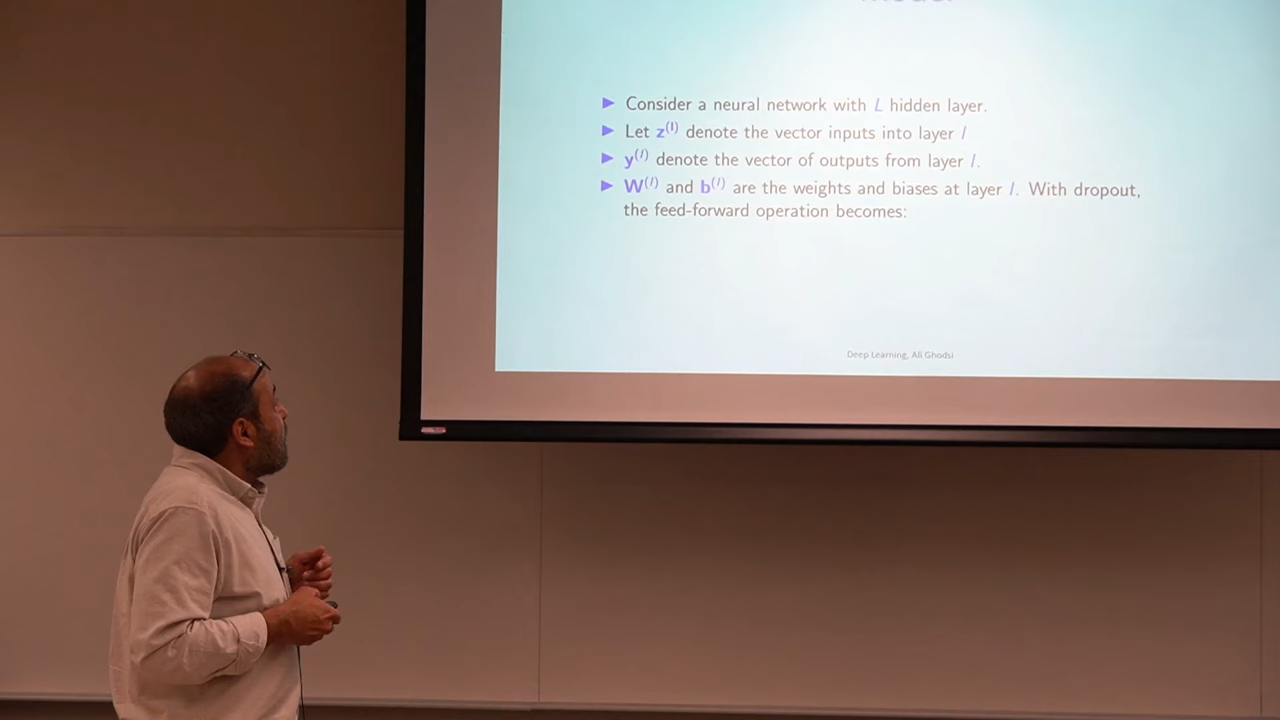 Model
▶ Consider a neural network with L hidden layer.
▶ Let z^(l) denote the vector inputs into layer l
▶ y^(l) denote the vector of outputs from layer l.
▶ W^(l) and b^(l) are the weights and biases at layer l. With dropout,
the feed-forward operation becomes:
Deep Learning, Ali Ghodsi